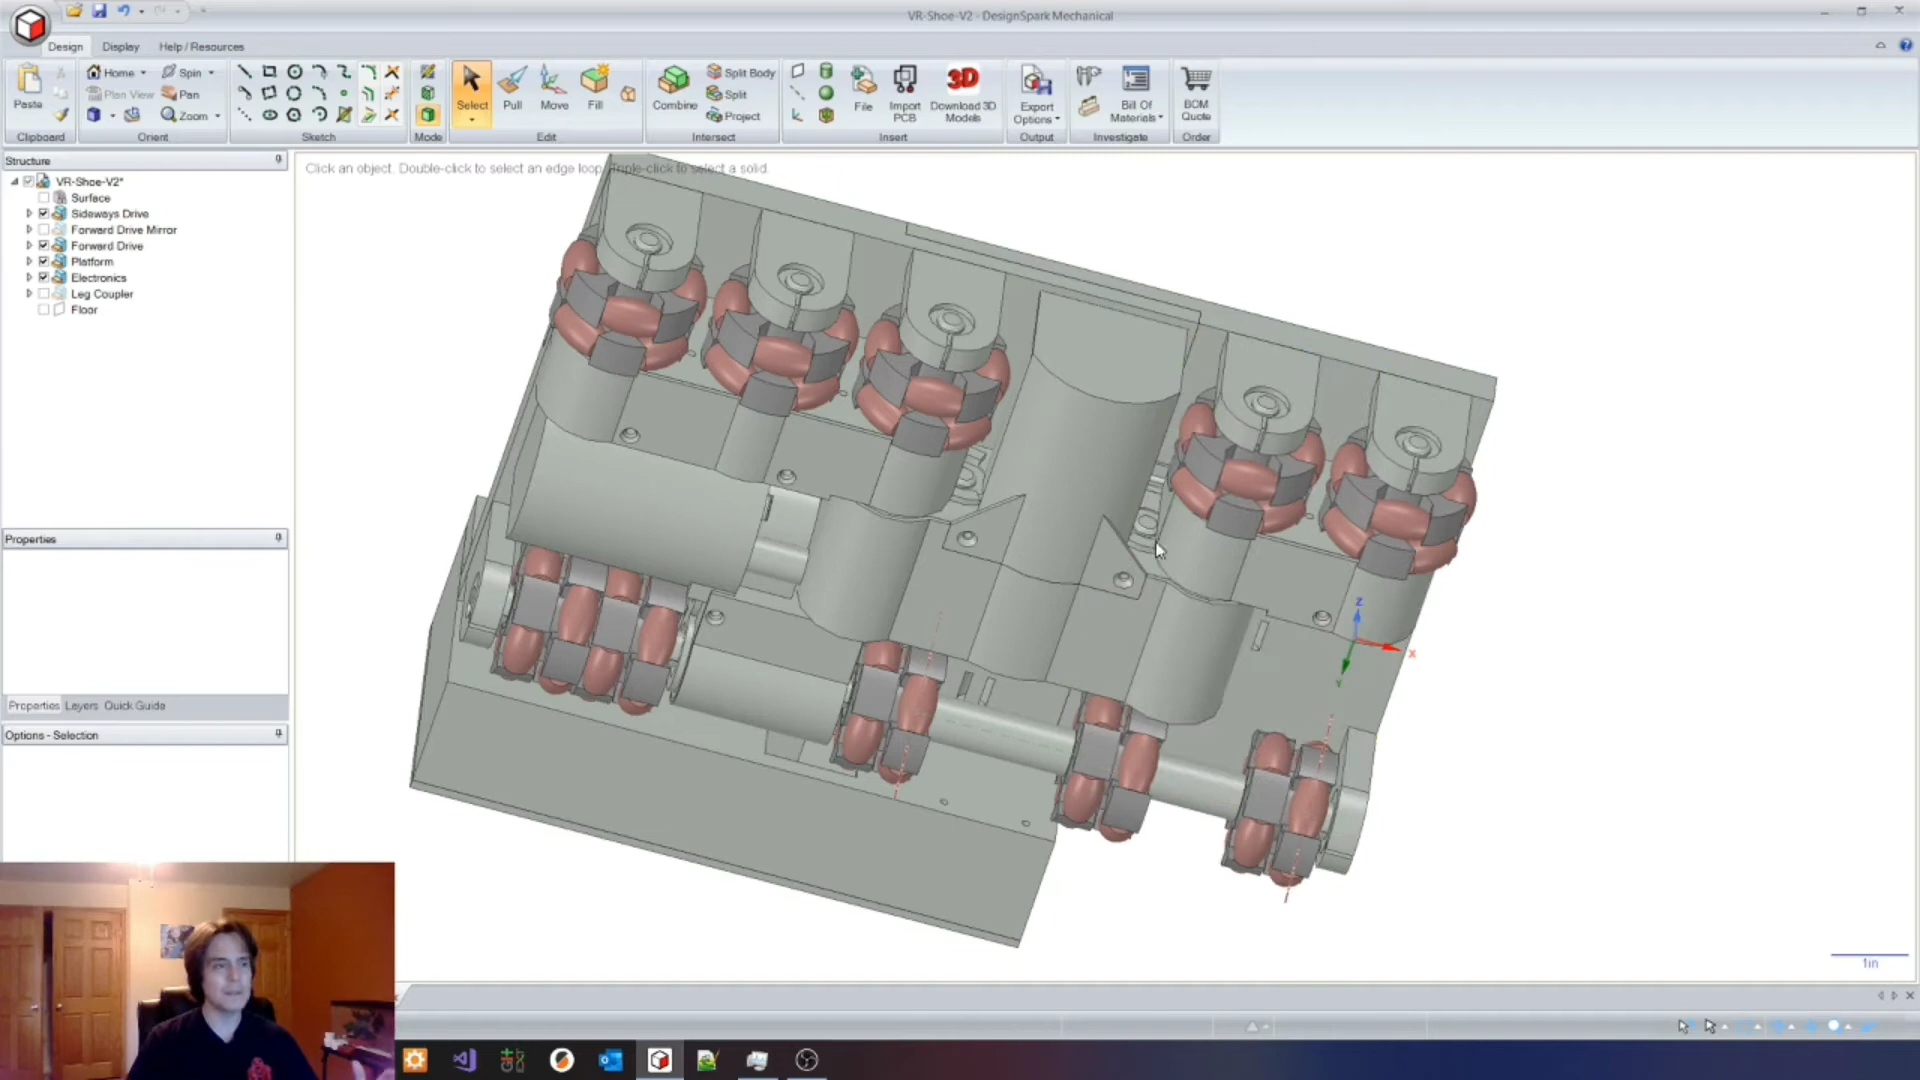 VR-Shoe-V2 - DesignSpark Mechanical
Design Display Help / Resources
Paste
Home Spin
Plan View Pan
Zoom
Select Pull Move Fill
Combine
Split Body
Split
Project
File Import PCB Download 3D Models
3D
Export Options
Bill Of Materials
BOM Quote
Clipboard Orient Sketch Mode Edit Intersect Insert Output Investigate Order
Structure
Click an object. Double-click to select an edge loop. Triple-click to select a solid.
VR-Shoe-V2*
Surface
Sideways Drive
Forward Drive Mirror
Forward Drive
Platform
Electronics
Leg Coupler
Floor
Properties
Z
X
Y
Properties Layers Quick Guide
Options - Selection
1in